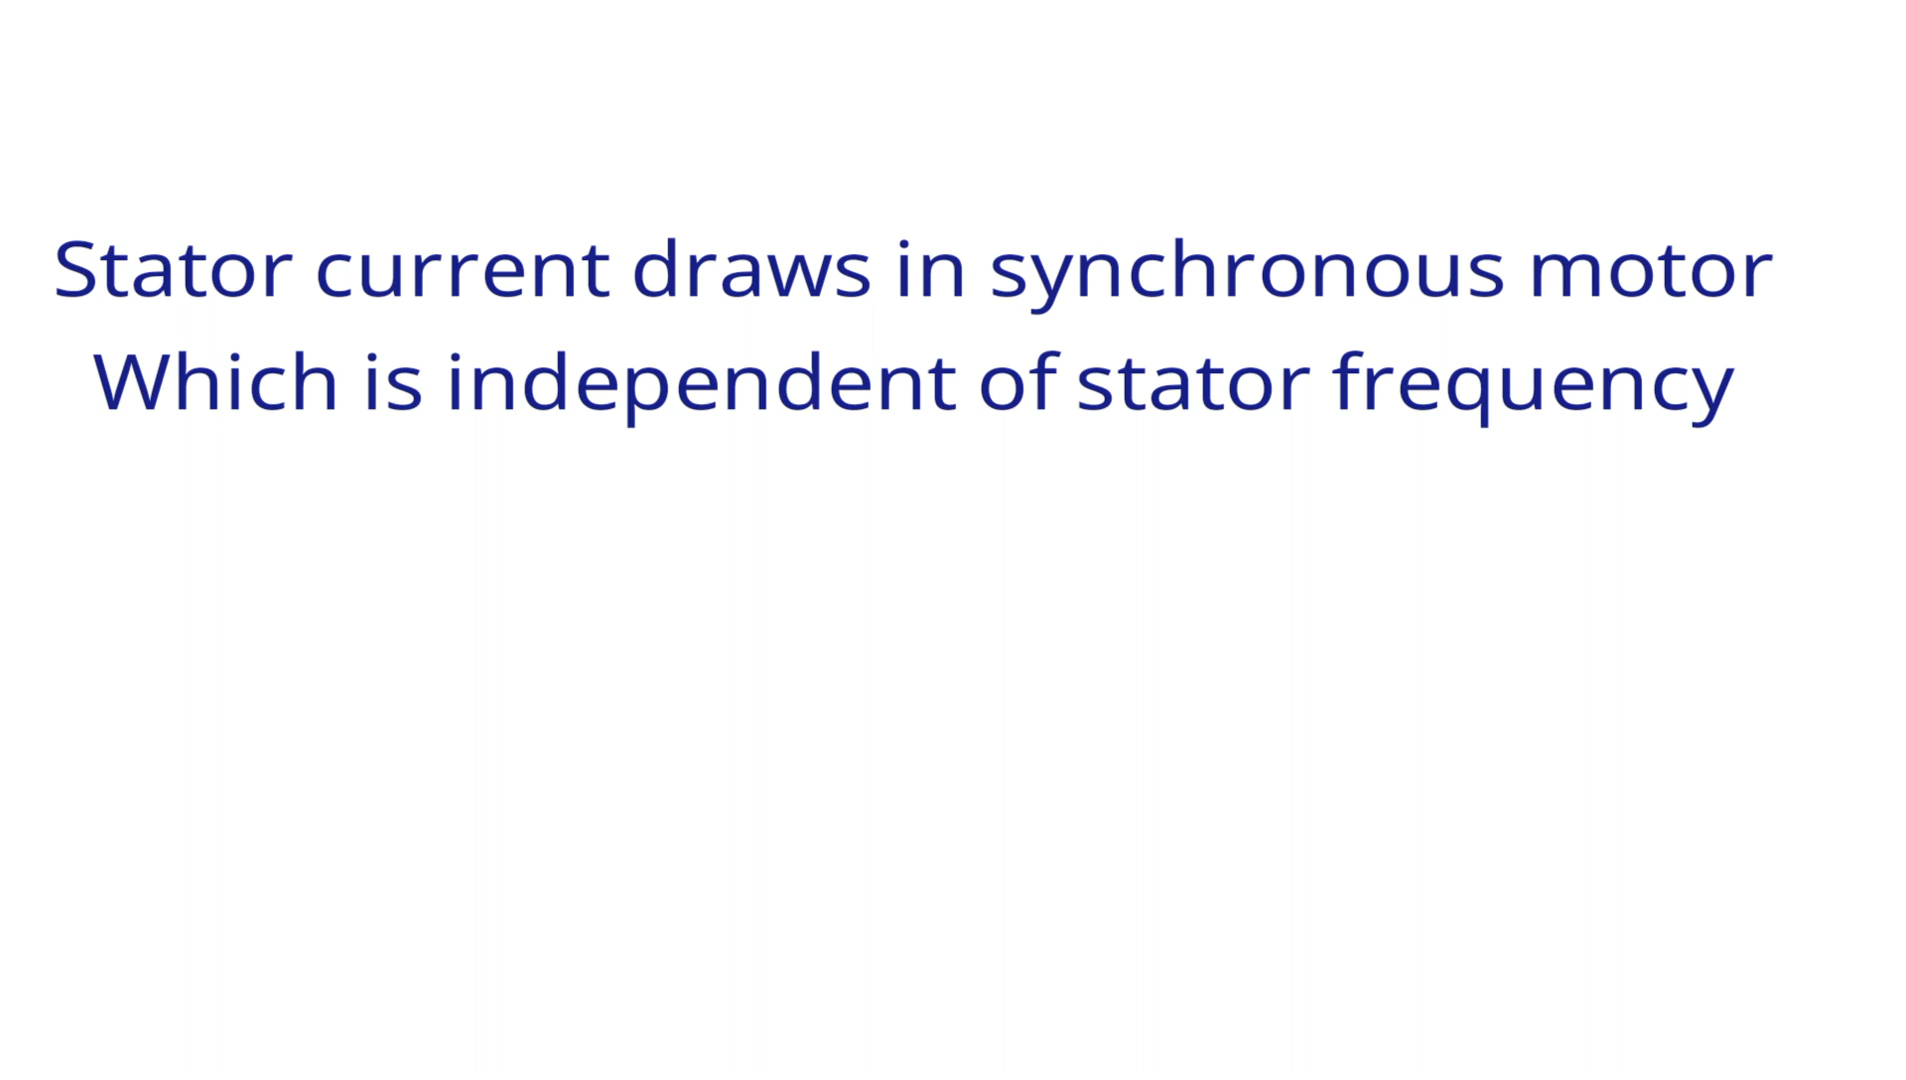 Stator current draws in synchronous motor
Which is independent of stator frequency